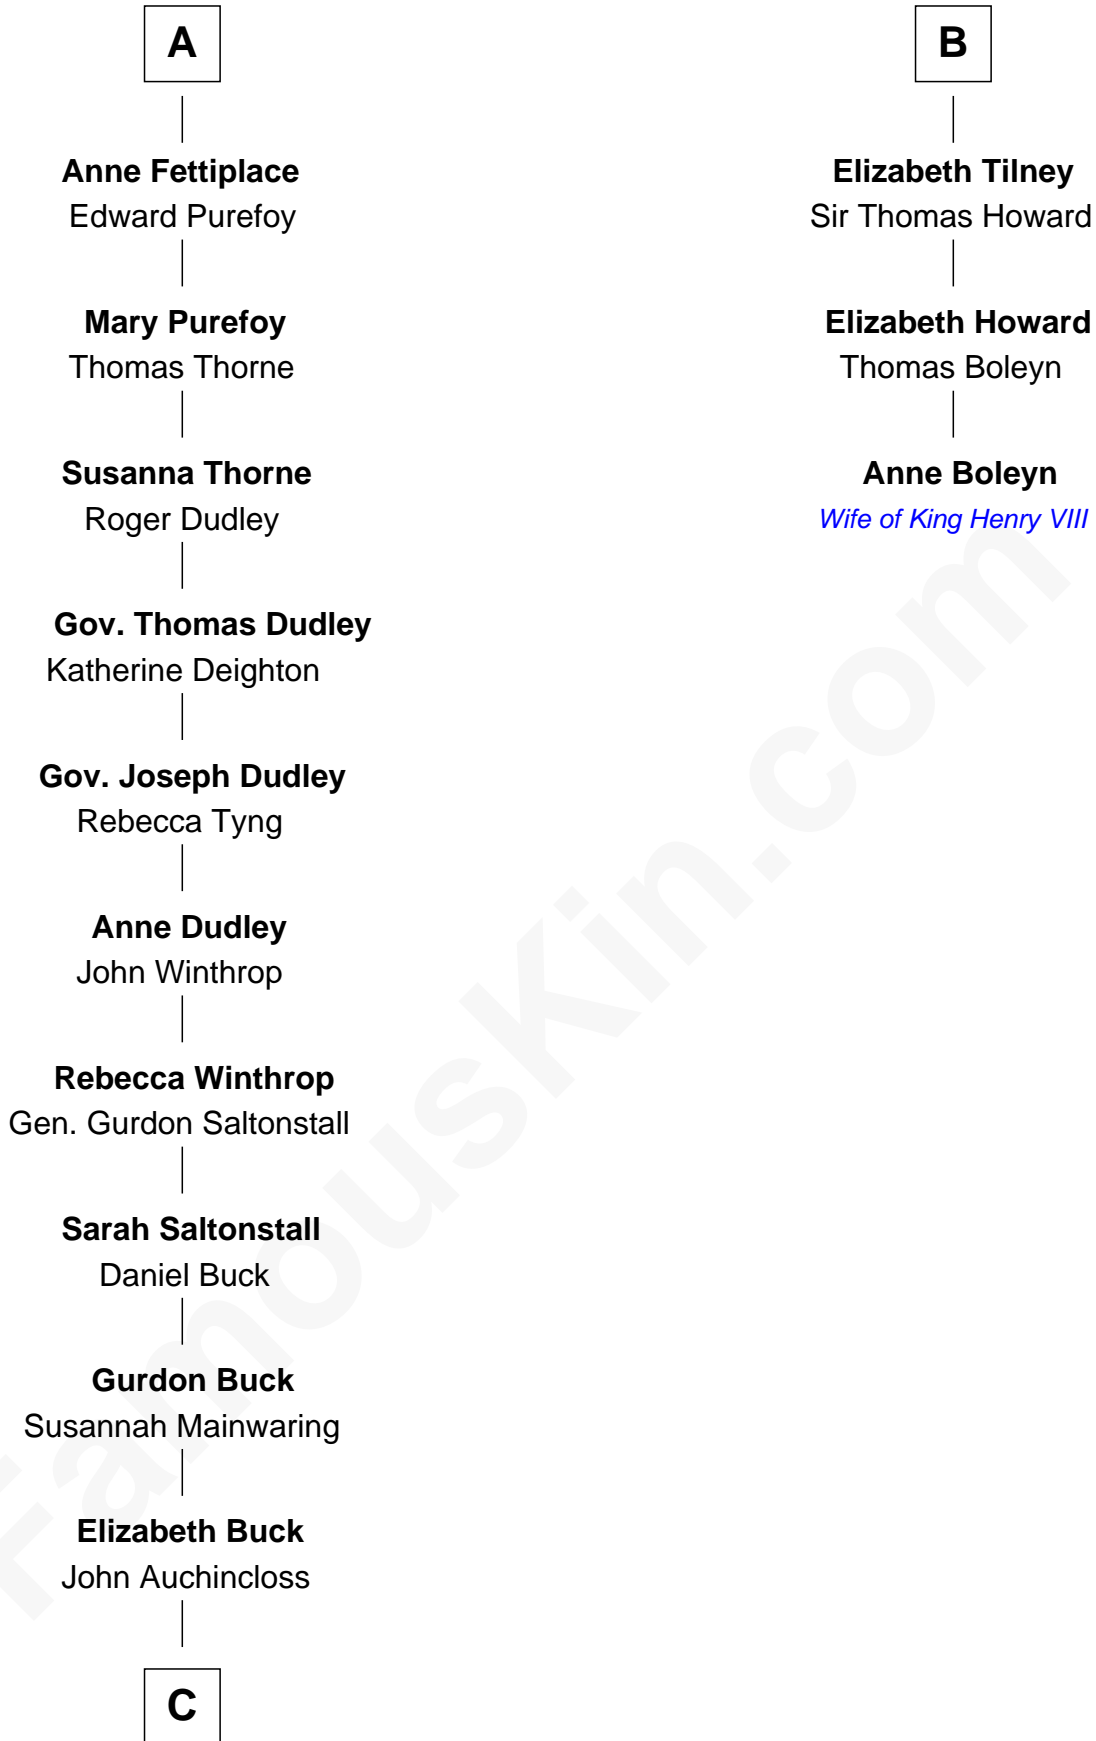 A
Anne Fettiplace
Edward Purefoy
Mary Purefoy
Thomas Thorne
Susanna Thorne
Roger Dudley
Gov. Thomas Dudley
Katherine Deighton
Gov. Joseph Dudley
Rebecca Tyng
Anne Dudley
John Winthrop
Rebecca Winthrop
Gen. Gurdon Saltonstall
Sarah Saltonstall
Daniel Buck
Gurdon Buck
Susannah Mainwaring
Elizabeth Buck
John Auchincloss
C
B
Elizabeth Tilney
Sir Thomas Howard
Elizabeth Howard
Thomas Boleyn
Anne Boleyn
Wife of King Henry VIII
FamousKin.com